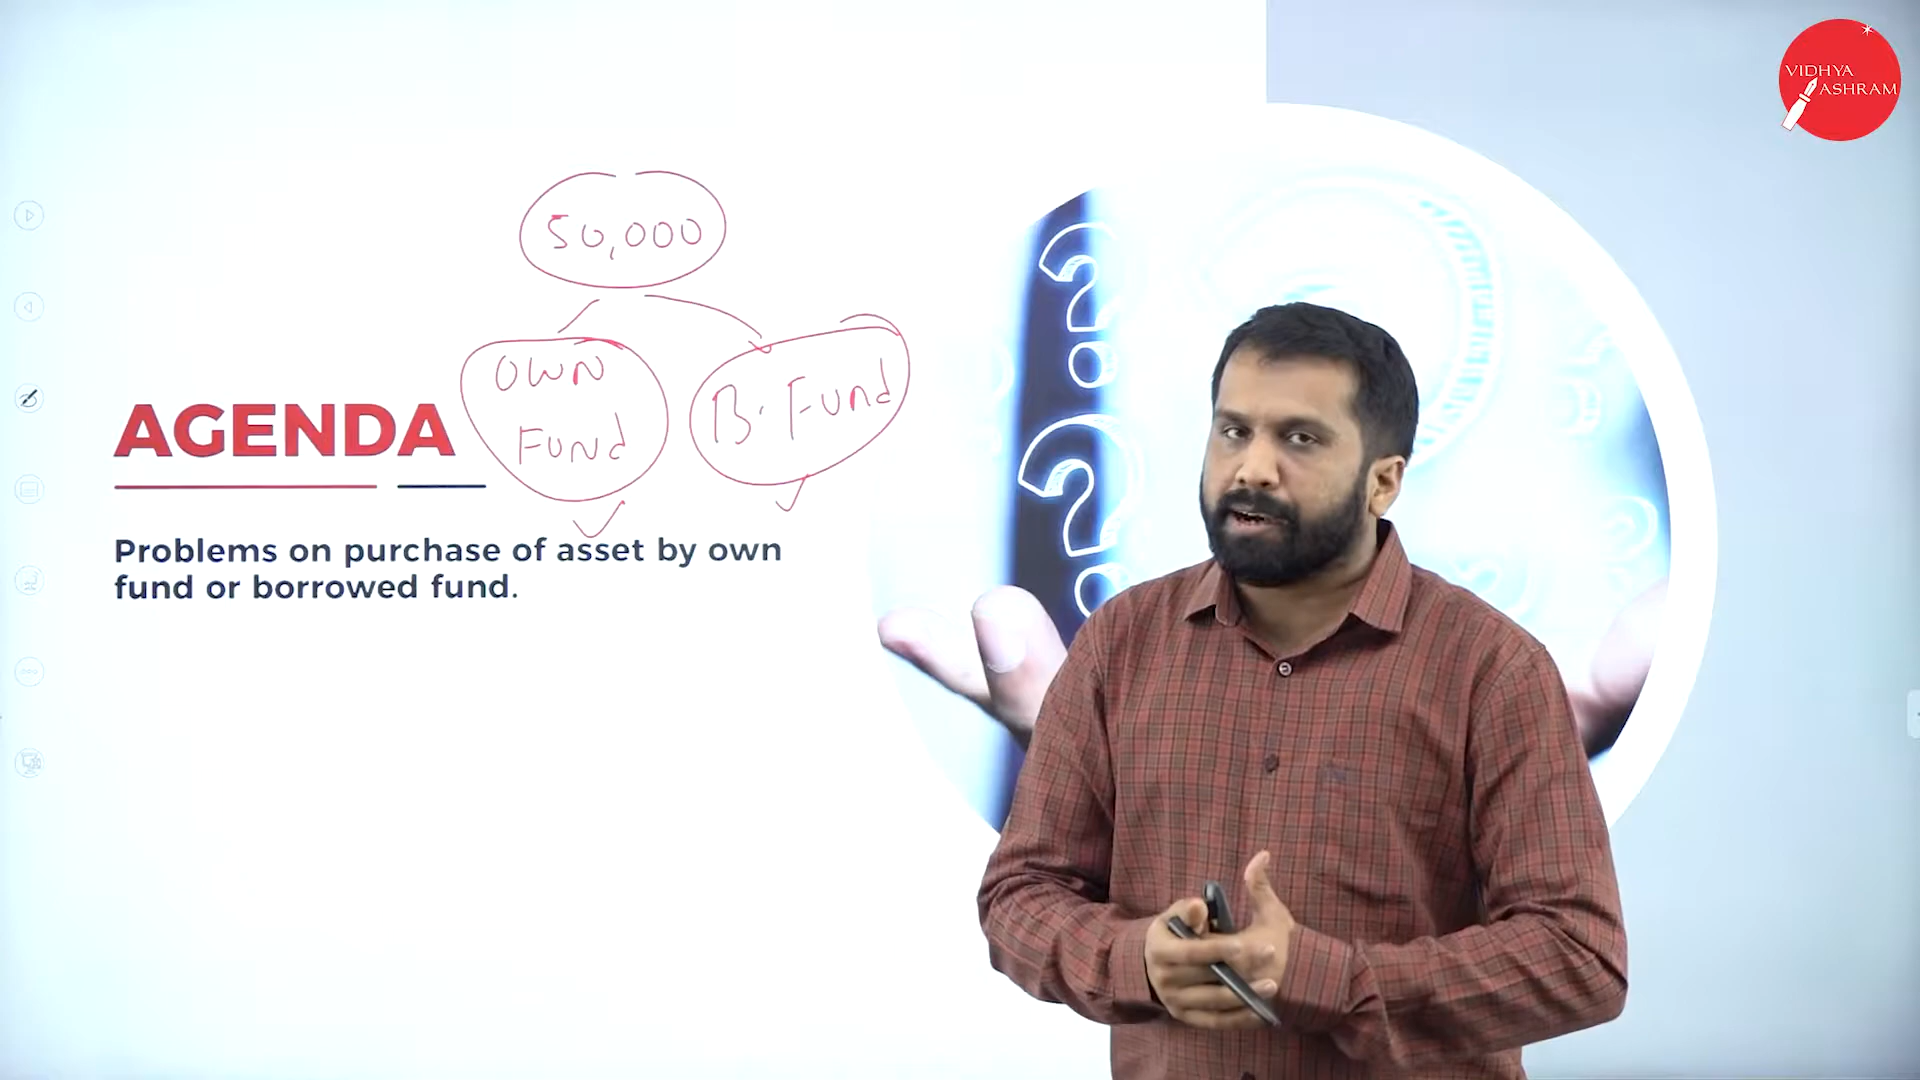 VIDHYA
ASHRAM
50,000
OWN
FUNd
B. Fund
AGENDA
Problems on purchase of asset by own
fund or borrowed fund.